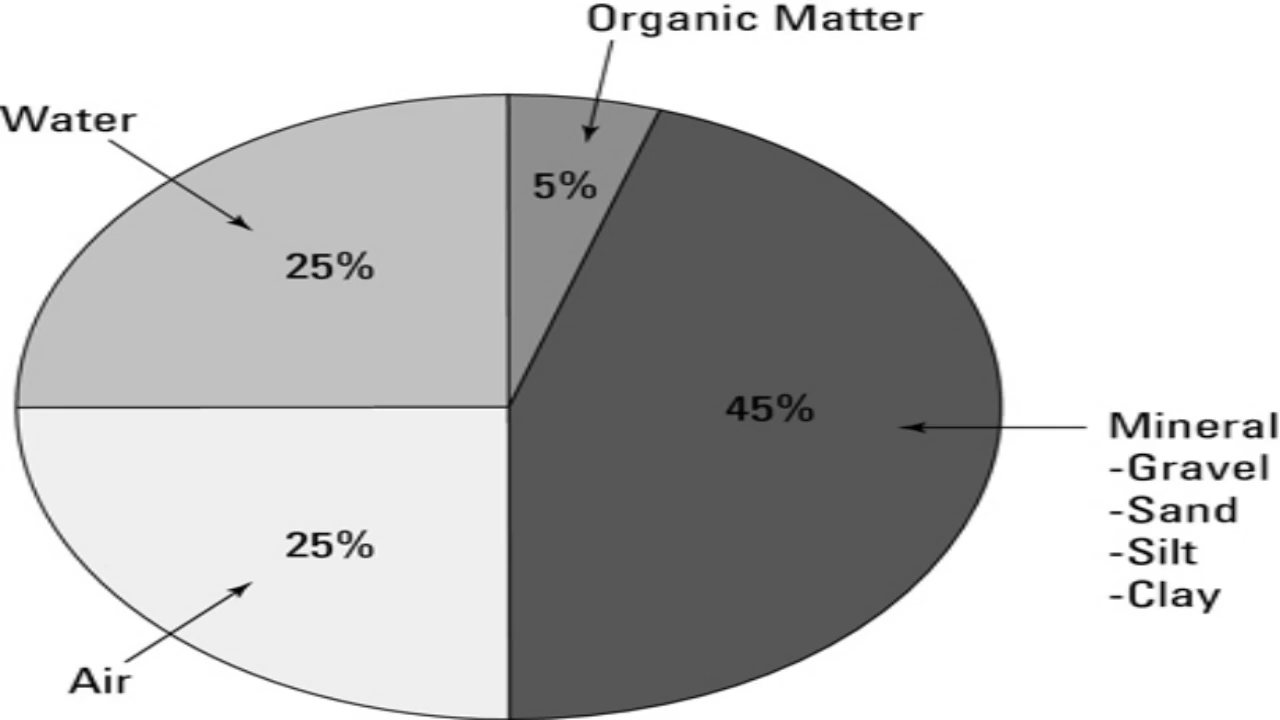 Organic Matter
Water
5%
25%
45%
Mineral
-Gravel
-Sand
-Silt
-Clay
25%
Air